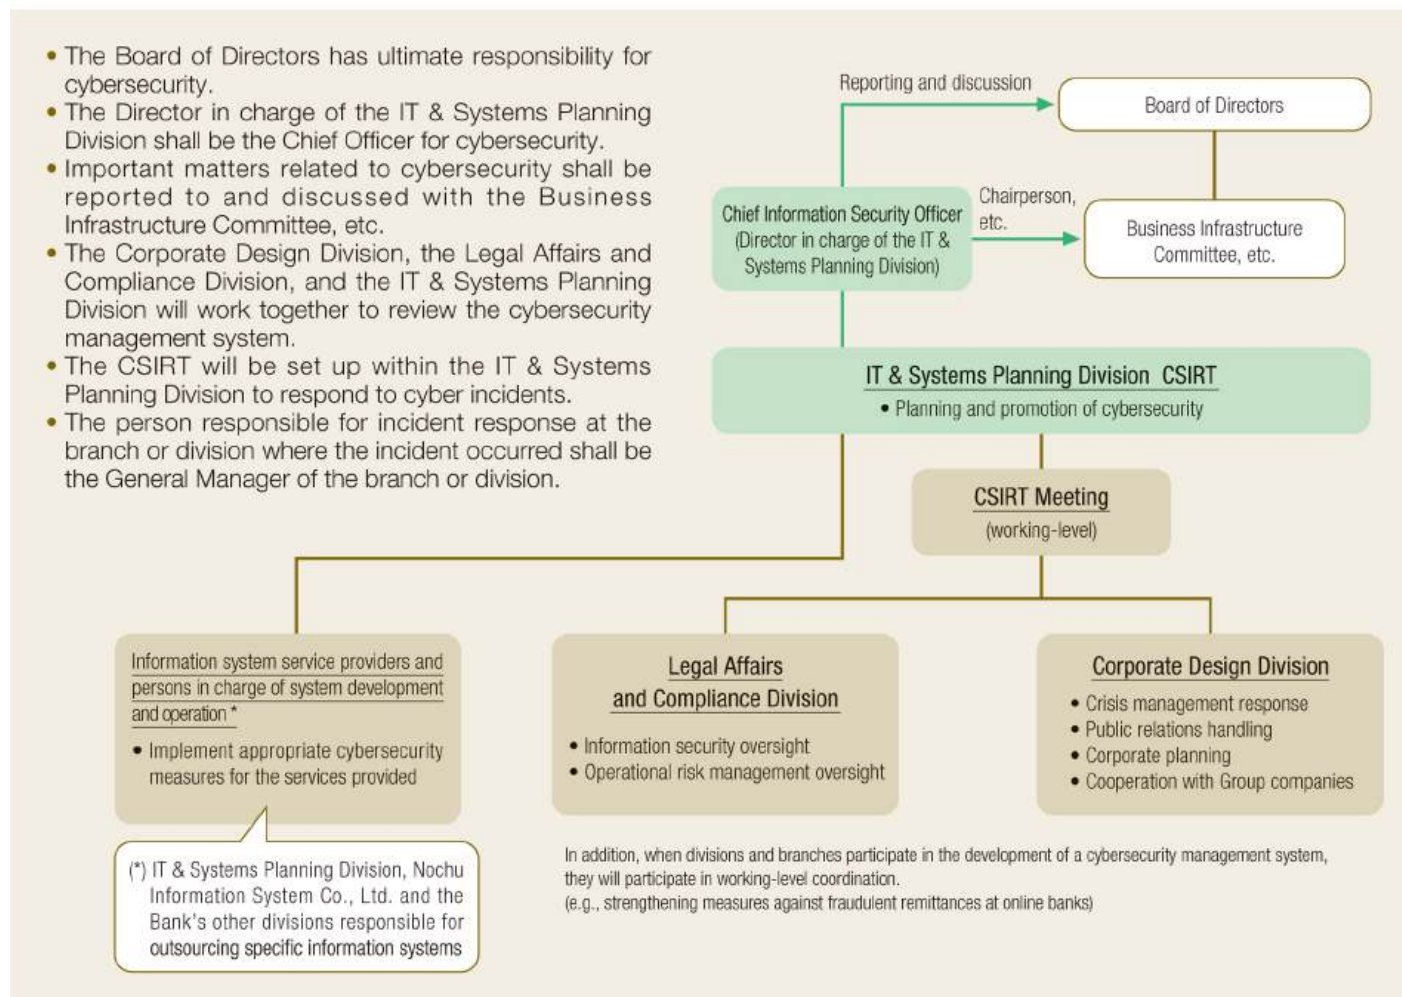 • The Board of Directors has ultimate responsibility for
cybersecurity.
• The Director in charge of the IT & Systems Planning
Division shall be the Chief Officer for cybersecurity.
• Important matters related to cybersecurity shall be
reported to and discussed with the Business
Infrastructure Committee, etc.
• The Corporate Design Division, the Legal Affairs and
Compliance Division, and the IT & Systems Planning
Division will work together to review the cybersecurity
management system.
• The CSIRT will be set up within the IT & Systems
Planning Division to respond to cyber incidents.
• The person responsible for incident response at the
branch or division where the incident occurred shall be
the General Manager of the branch or division.
Reporting and discussion
Board of Directors
Chief Information Security Officer
(Director in charge of the IT &
Systems Planning Division)
Chairperson,
etc.
Business Infrastructure
Committee, etc.
IT & Systems Planning Division CSIRT
• Planning and promotion of cybersecurity
CSIRT Meeting
(working-level)
Information system service providers and
persons in charge of system development
and operation *
• Implement appropriate cybersecurity
measures for the services provided
(*) IT & Systems Planning Division, Nochu
Information System Co., Ltd. and the
Bank's other divisions responsible for
outsourcing specific information systems
Legal Affairs
and Compliance Division
• Information security oversight
• Operational risk management oversight
Corporate Design Division
• Crisis management response
• Public relations handling
• Corporate planning
• Cooperation with Group companies
In addition, when divisions and branches participate in the development of a cybersecurity management system,
they will participate in working-level coordination.
(e.g., strengthening measures against fraudulent remittances at online banks)